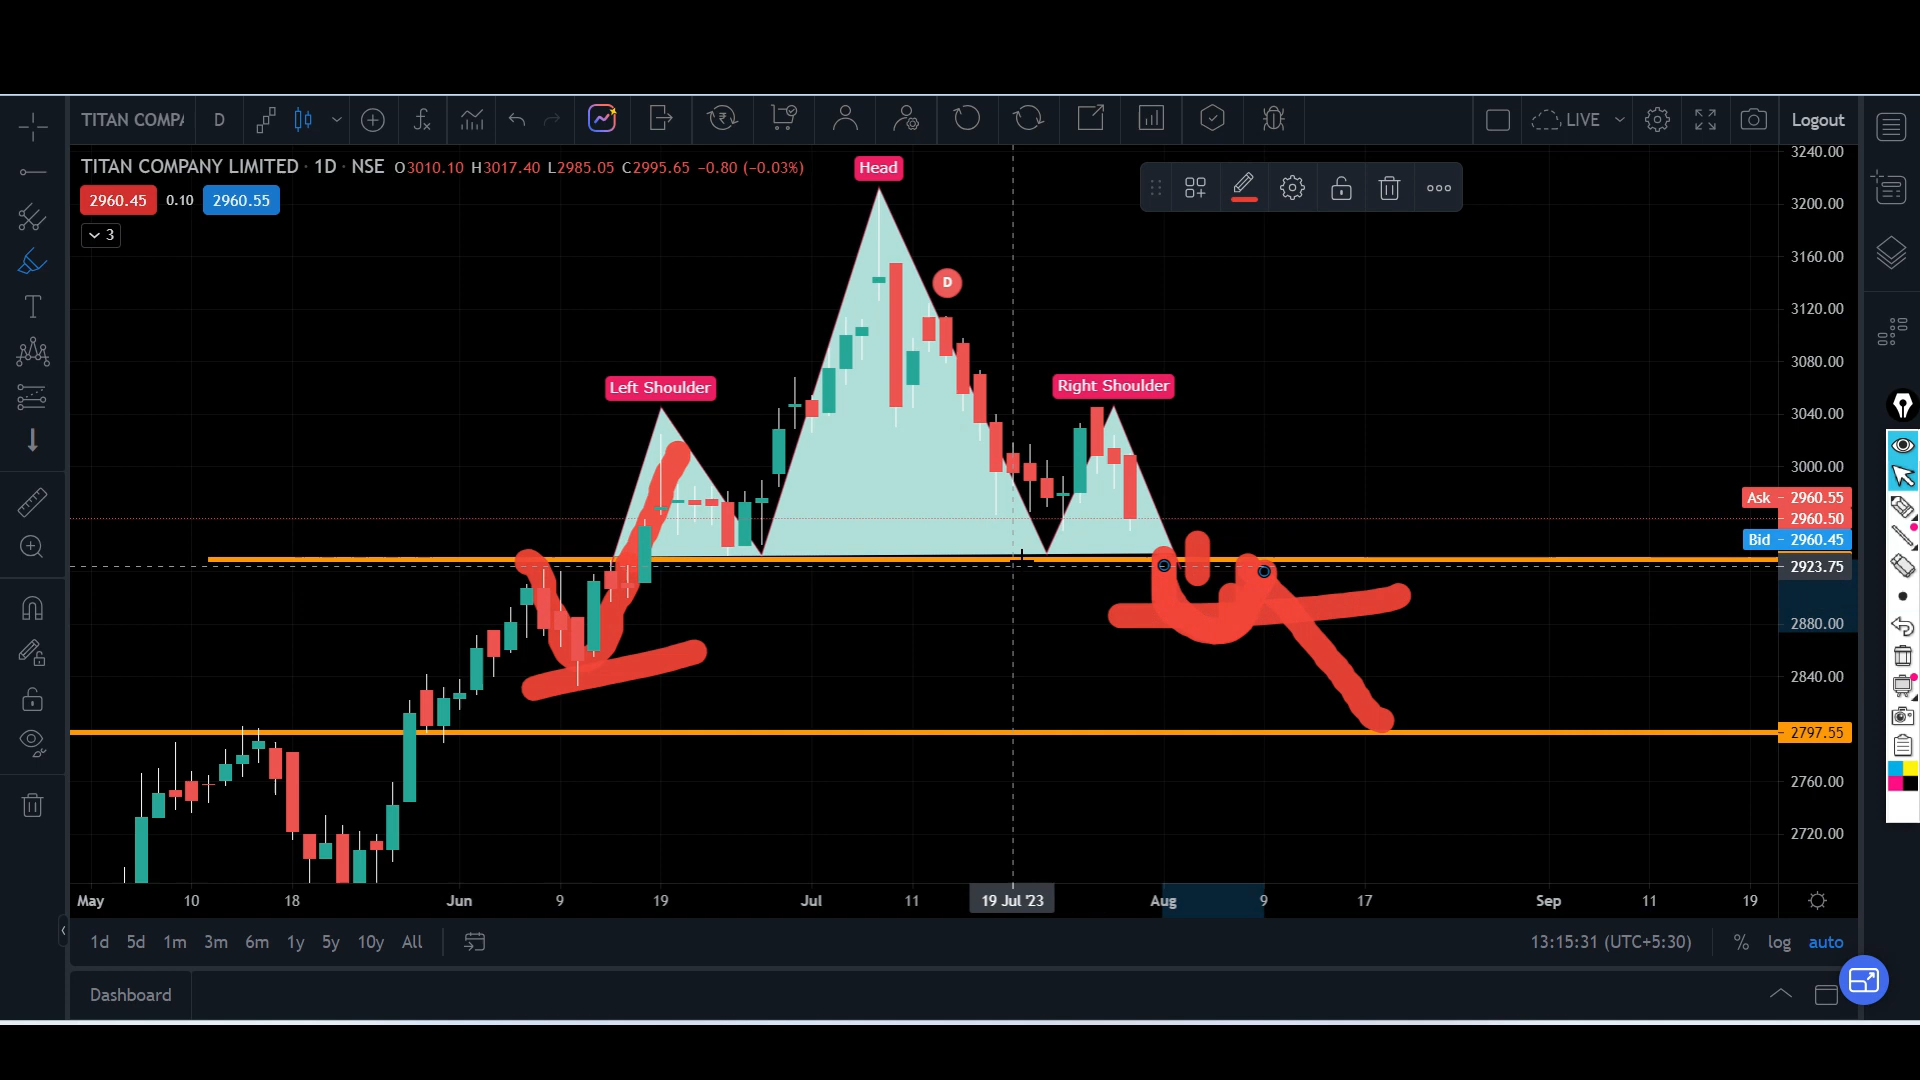 TITAN COMPA D LIVE Logout
TITAN COMPANY LIMITED · 1D · NSE O3010.10 H3017.40 L2985.05 C2995.65 −0.80 (−0.03%)
2960.45 0.10 2960.55
3
Head
D
Left Shoulder
Right Shoulder
3240.00
3200.00
3160.00
3120.00
3080.00
3040.00
3000.00
Ask 2960.55
2960.50
Bid 2960.45
2923.75
2880.00
2840.00
2797.55
2760.00
2720.00
May 10 18 Jun 9 19 Jul 11 19 Jul '23 Aug 9 17 Sep 11 19
1d 5d 1m 3m 6m 1y 5y 10y All 13:15:31 (UTC+5:30) % log auto
Dashboard